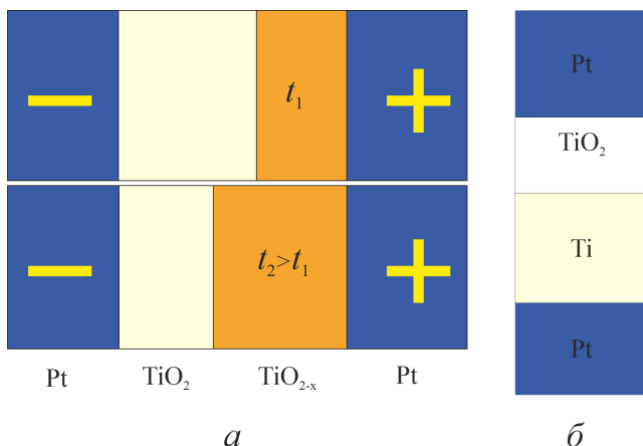 − t₁ +
− t₂>t₁ +
Pt TiO₂ TiO₂₋ₓ Pt
а
Pt
TiO₂
Ti
Pt
б